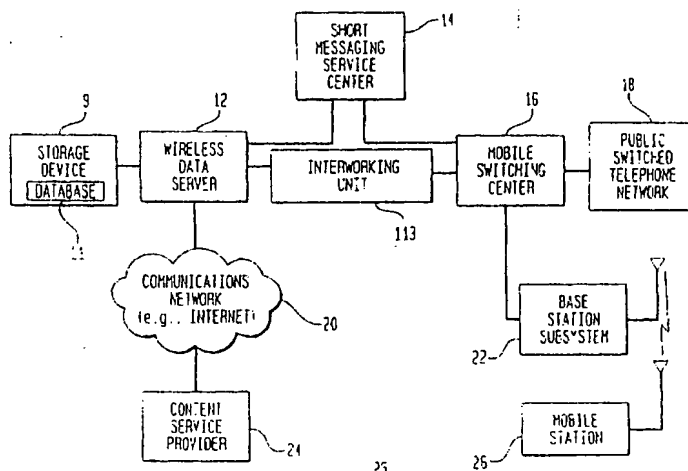 14
SHORT
MESSAGING
SERVICE
CENTER
9
12
16
18
STORAGE
DEVICE
DATABASE
WIRELESS
DATA
SERVER
INTERWORKING
UNIT
MOBILE
SWITCHING
CENTER
PUBLIC
SWITCHED
TELEPHONE
NETWORK
113
COMMUNICATIONS
NETWORK
(e.g., INTERNET)
20
BASE
STATION
SUBSYSTEM
22
CONTENT
SERVICE
PROVIDER
24
MOBILE
STATION
26
25